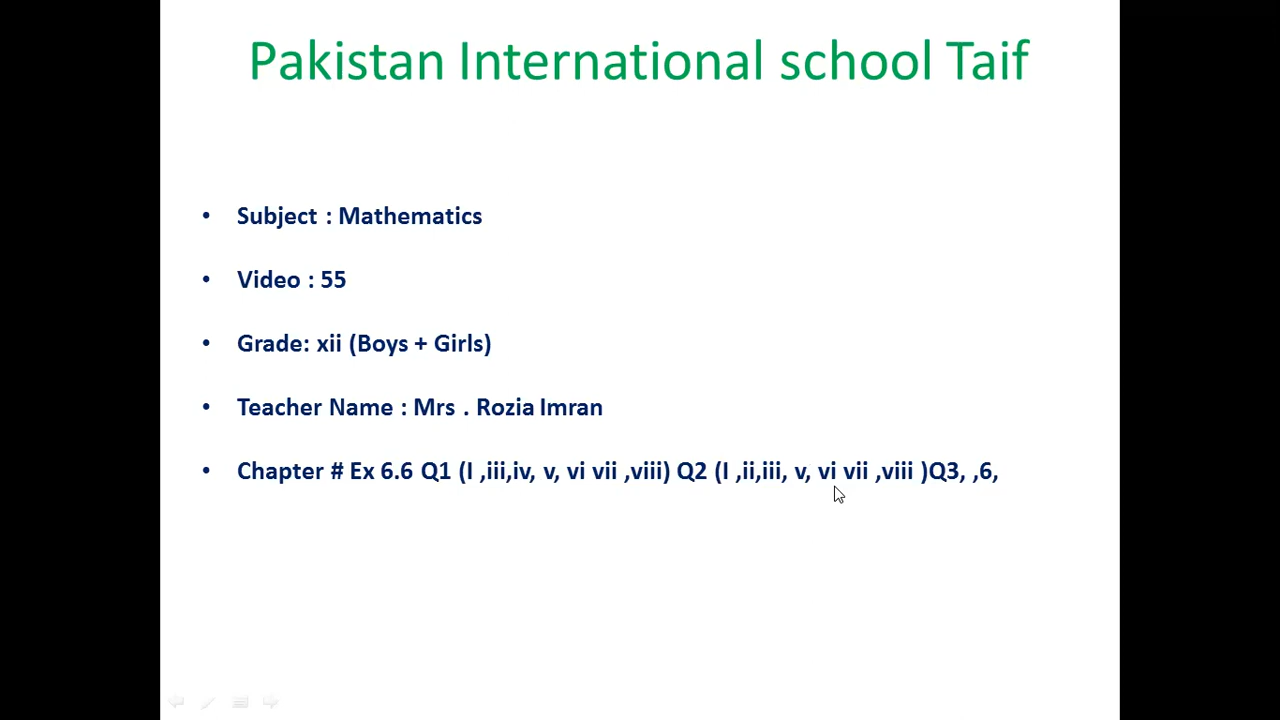 Pakistan International school Taif
• Subject : Mathematics
• Video : 55
• Grade: xii (Boys + Girls)
• Teacher Name : Mrs . Rozia Imran
• Chapter # Ex 6.6 Q1 (I ,iii,iv, v, vi vii ,viii) Q2 (I ,ii,iii, v, vi vii ,viii )Q3, ,6,